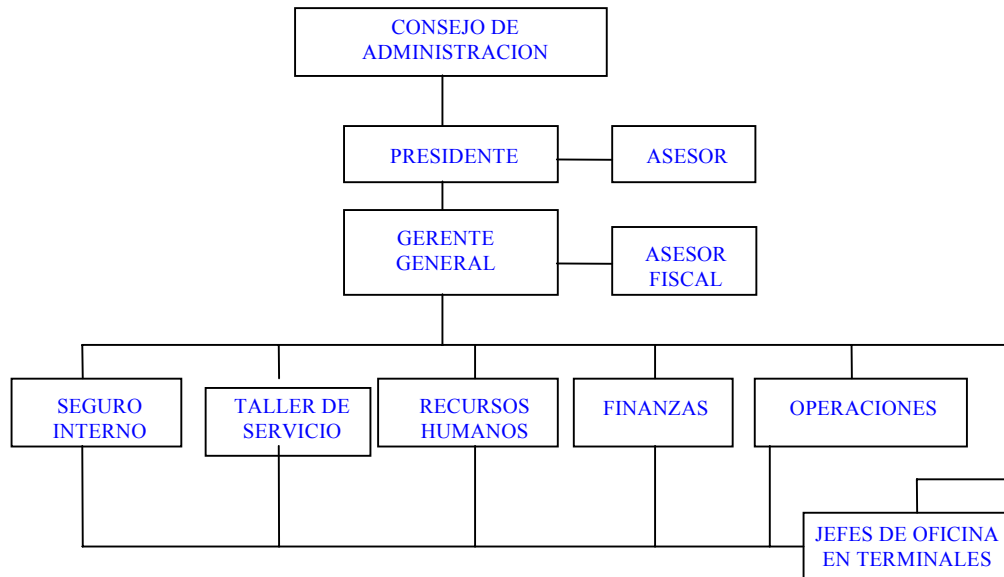 CONSEJO DE
ADMINISTRACION
PRESIDENTE
ASESOR
GERENTE
GENERAL
ASESOR
FISCAL
SEGURO
INTERNO
TALLER DE
SERVICIO
RECURSOS
HUMANOS
FINANZAS
OPERACIONES
JEFES DE OFICINA
EN TERMINALES